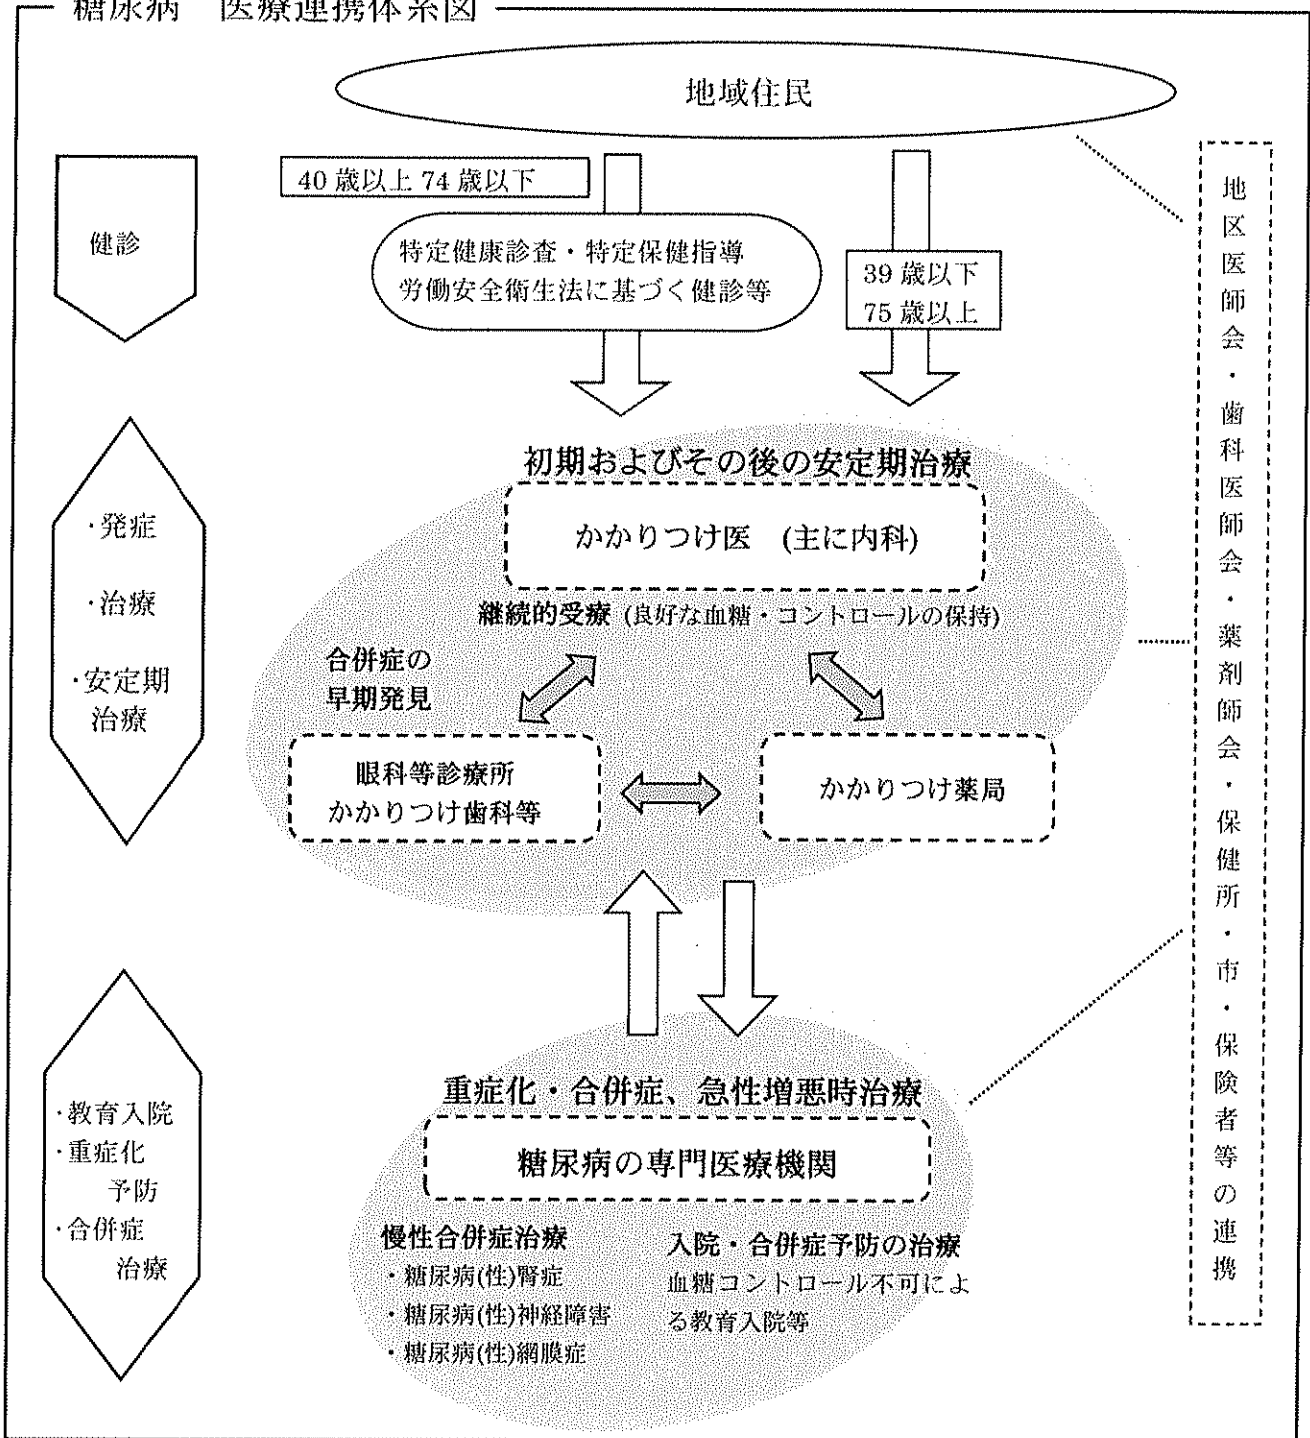 糖尿病　医療連携体系図
地域住民
健診
40 歳以上 74 歳以下
特定健康診査・特定保健指導
労働安全衛生法に基づく健診等
39 歳以下
75 歳以上
地区医師会・歯科医師会・薬剤師会・保健所・市・保険者等の連携
・発症
・治療
・安定期
治療
初期およびその後の安定期治療
かかりつけ医　(主に内科)
継続的受療 (良好な血糖・コントロールの保持)
合併症の
早期発見
眼科等診療所
かかりつけ歯科等
かかりつけ薬局
・教育入院
・重症化
予防
・合併症
治療
重症化・合併症、急性増悪時治療
糖尿病の専門医療機関
慢性合併症治療
・糖尿病(性)腎症
・糖尿病(性)神経障害
・糖尿病(性)網膜症
入院・合併症予防の治療
血糖コントロール不可によ
る教育入院等